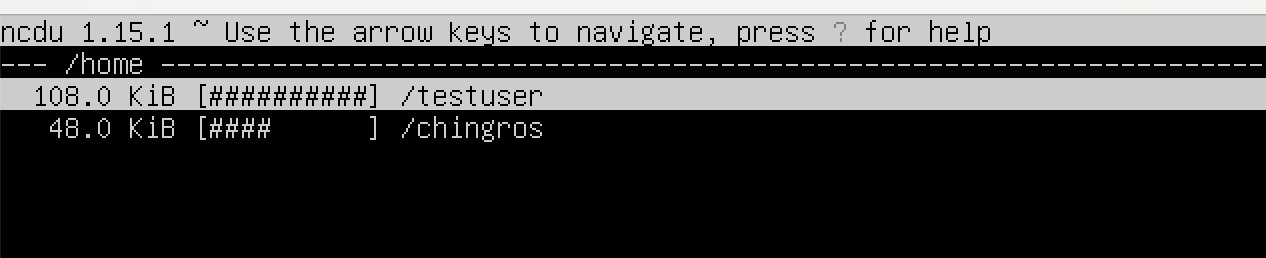 ncdu 1.15.1 ~ Use the arrow keys to navigate, press ? for help
--- /home ----------------------------------------------------------------------
  108.0 KiB [##########] /testuser
   48.0 KiB [####      ] /chingros